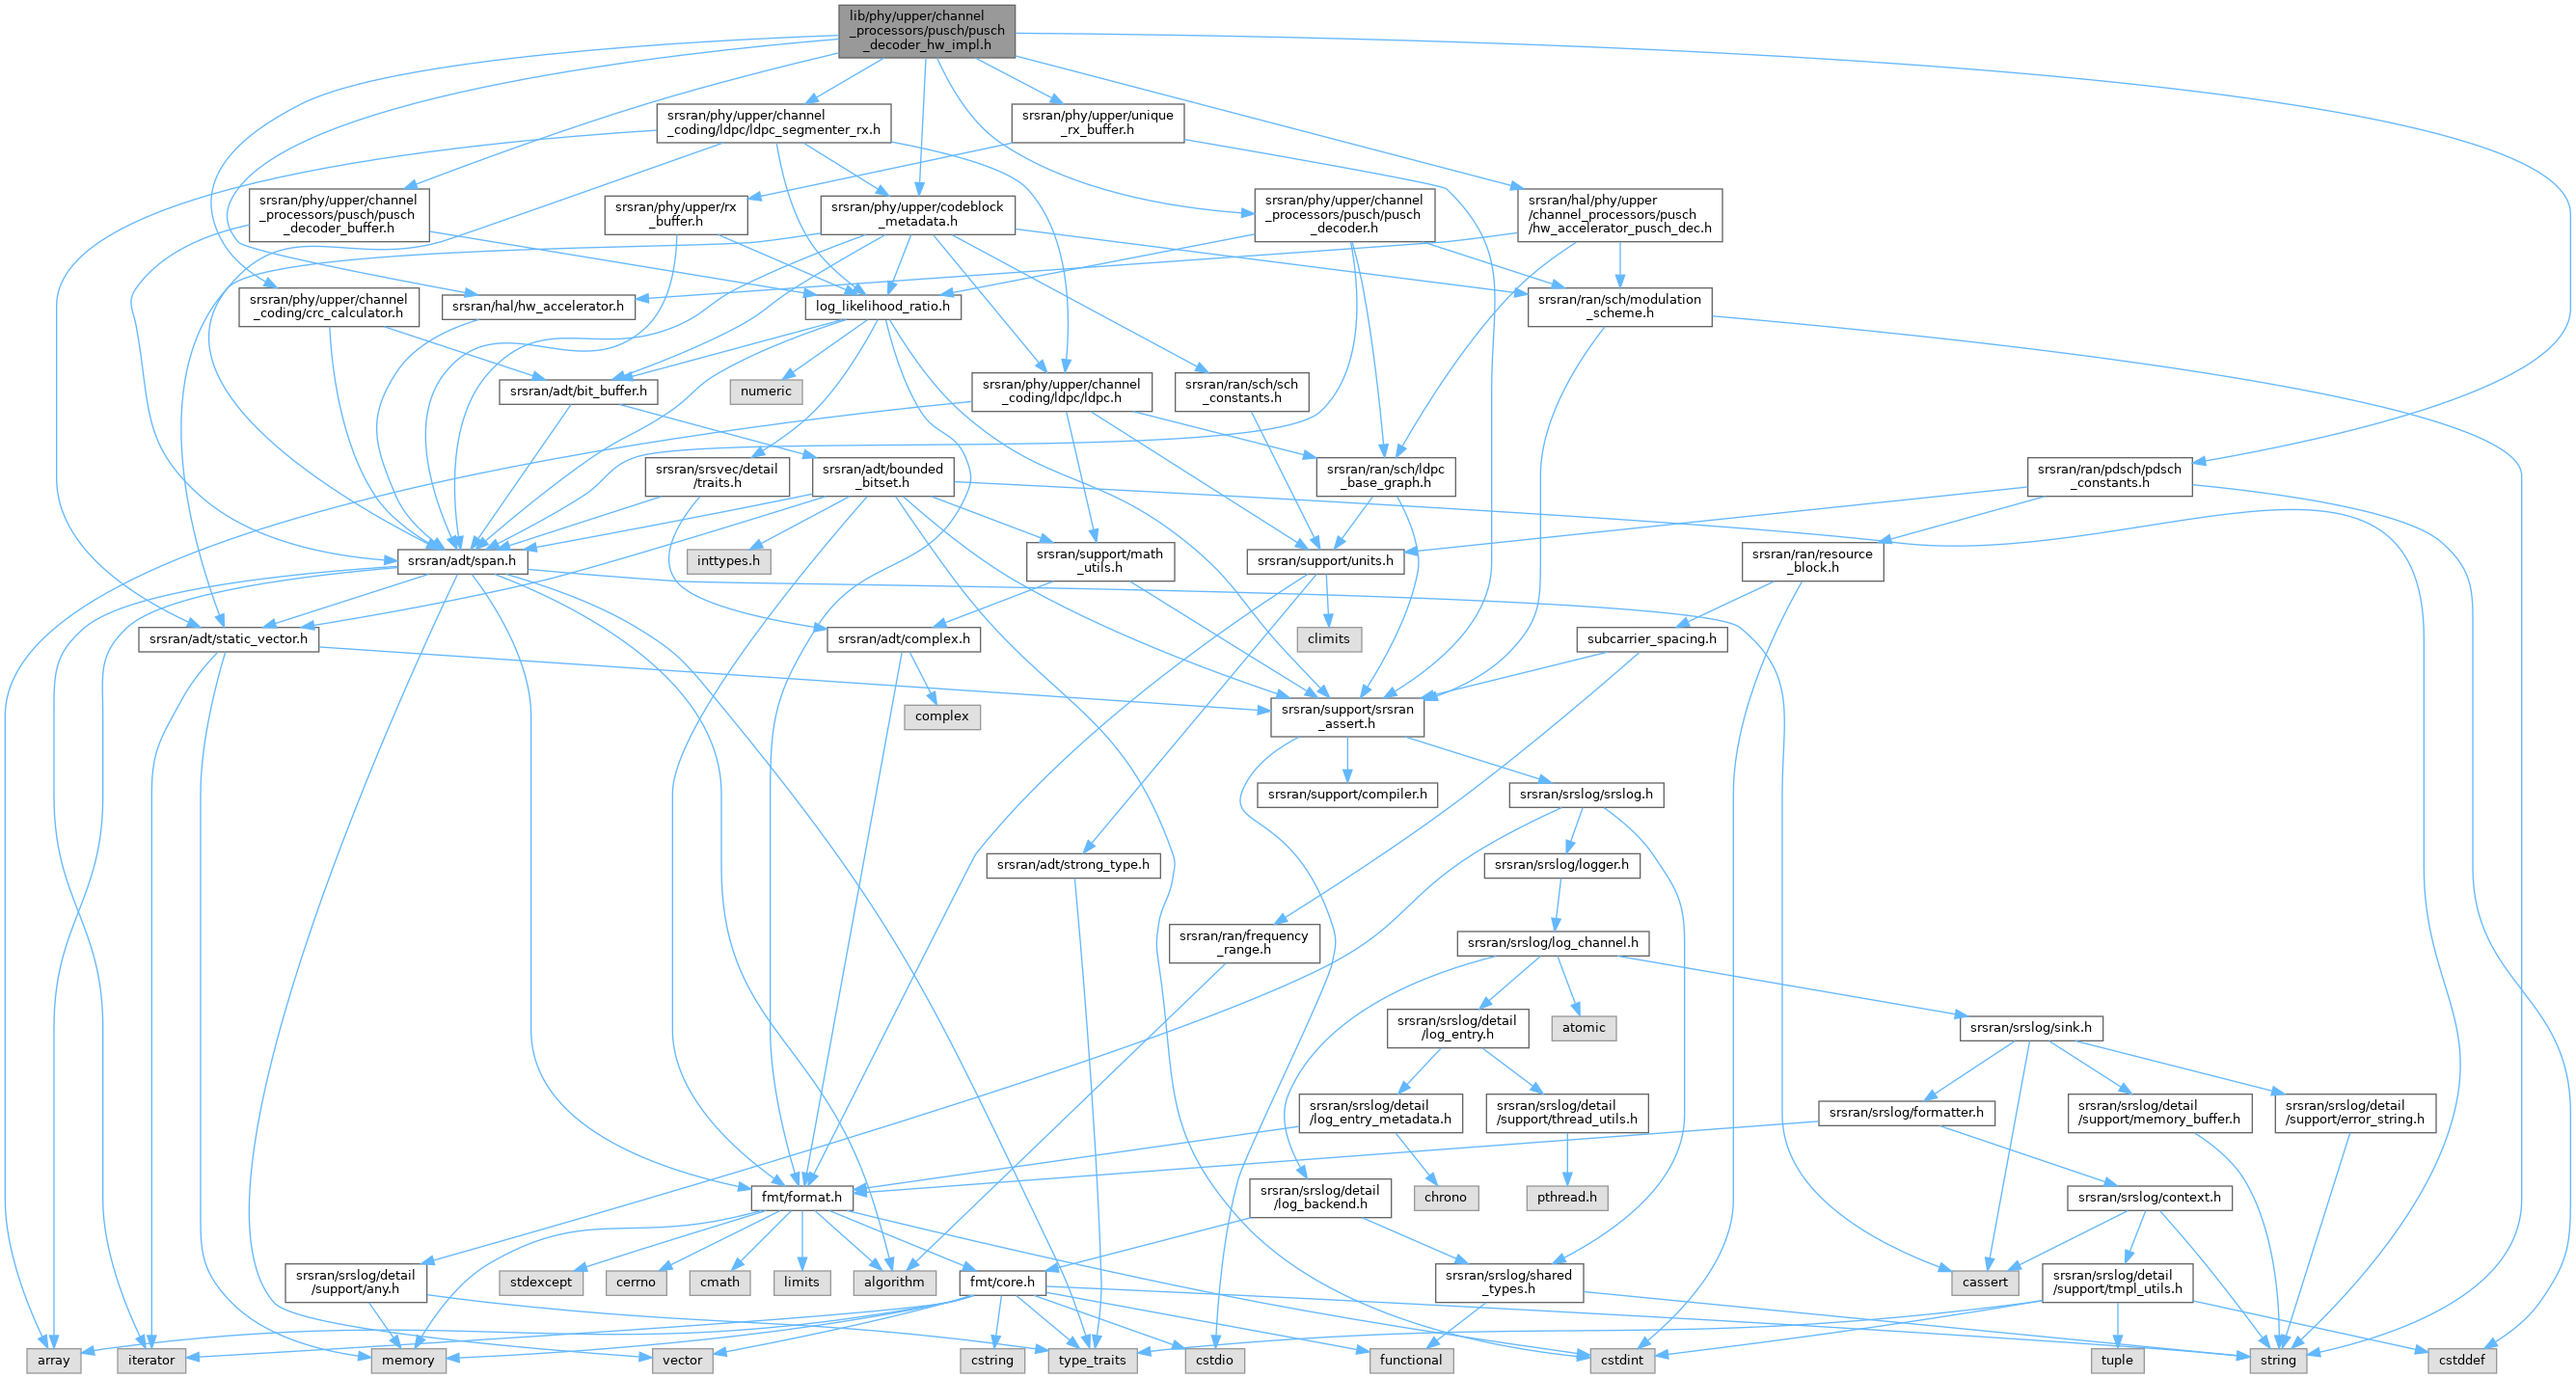 lib/phy/upper/channel
_processors/pusch/pusch
_decoder_hw_impl.h
srsran/phy/upper/channel
_coding/ldpc/ldpc_segmenter_rx.h
srsran/phy/upper/unique
_rx_buffer.h
srsran/phy/upper/channel
_processors/pusch/pusch
_decoder_buffer.h
srsran/phy/upper/rx
_buffer.h
srsran/phy/upper/codeblock
_metadata.h
srsran/phy/upper/channel
_processors/pusch/pusch
_decoder.h
srsran/hal/phy/upper
/channel_processors/pusch
/hw_accelerator_pusch_dec.h
srsran/phy/upper/channel
_coding/crc_calculator.h
srsran/hal/hw_accelerator.h
log_likelihood_ratio.h
srsran/ran/sch/modulation
_scheme.h
srsran/adt/bit_buffer.h
numeric
srsran/phy/upper/channel
_coding/ldpc/ldpc.h
srsran/ran/sch/sch
_constants.h
srsran/srsvec/detail
/traits.h
srsran/adt/bounded
_bitset.h
srsran/ran/sch/ldpc
_base_graph.h
srsran/ran/pdsch/pdsch
_constants.h
srsran/adt/span.h
inttypes.h
srsran/support/math
_utils.h
srsran/support/units.h
srsran/ran/resource
_block.h
srsran/adt/static_vector.h
srsran/adt/complex.h
climits
subcarrier_spacing.h
complex
srsran/support/srsran
_assert.h
srsran/support/compiler.h
srsran/srslog/srslog.h
srsran/adt/strong_type.h
srsran/srslog/logger.h
srsran/ran/frequency
_range.h
srsran/srslog/log_channel.h
srsran/srslog/detail
/log_entry.h
atomic
srsran/srslog/sink.h
srsran/srslog/detail
/log_entry_metadata.h
srsran/srslog/detail
/support/thread_utils.h
srsran/srslog/formatter.h
srsran/srslog/detail
/support/memory_buffer.h
srsran/srslog/detail
/support/error_string.h
fmt/format.h
srsran/srslog/detail
/log_backend.h
chrono
pthread.h
srsran/srslog/context.h
srsran/srslog/detail
/support/any.h
stdexcept
cerrno
cmath
limits
algorithm
fmt/core.h
srsran/srslog/shared
_types.h
cassert
srsran/srslog/detail
/support/tmpl_utils.h
array
iterator
memory
vector
cstring
type_traits
cstdio
functional
cstdint
tuple
string
cstddef